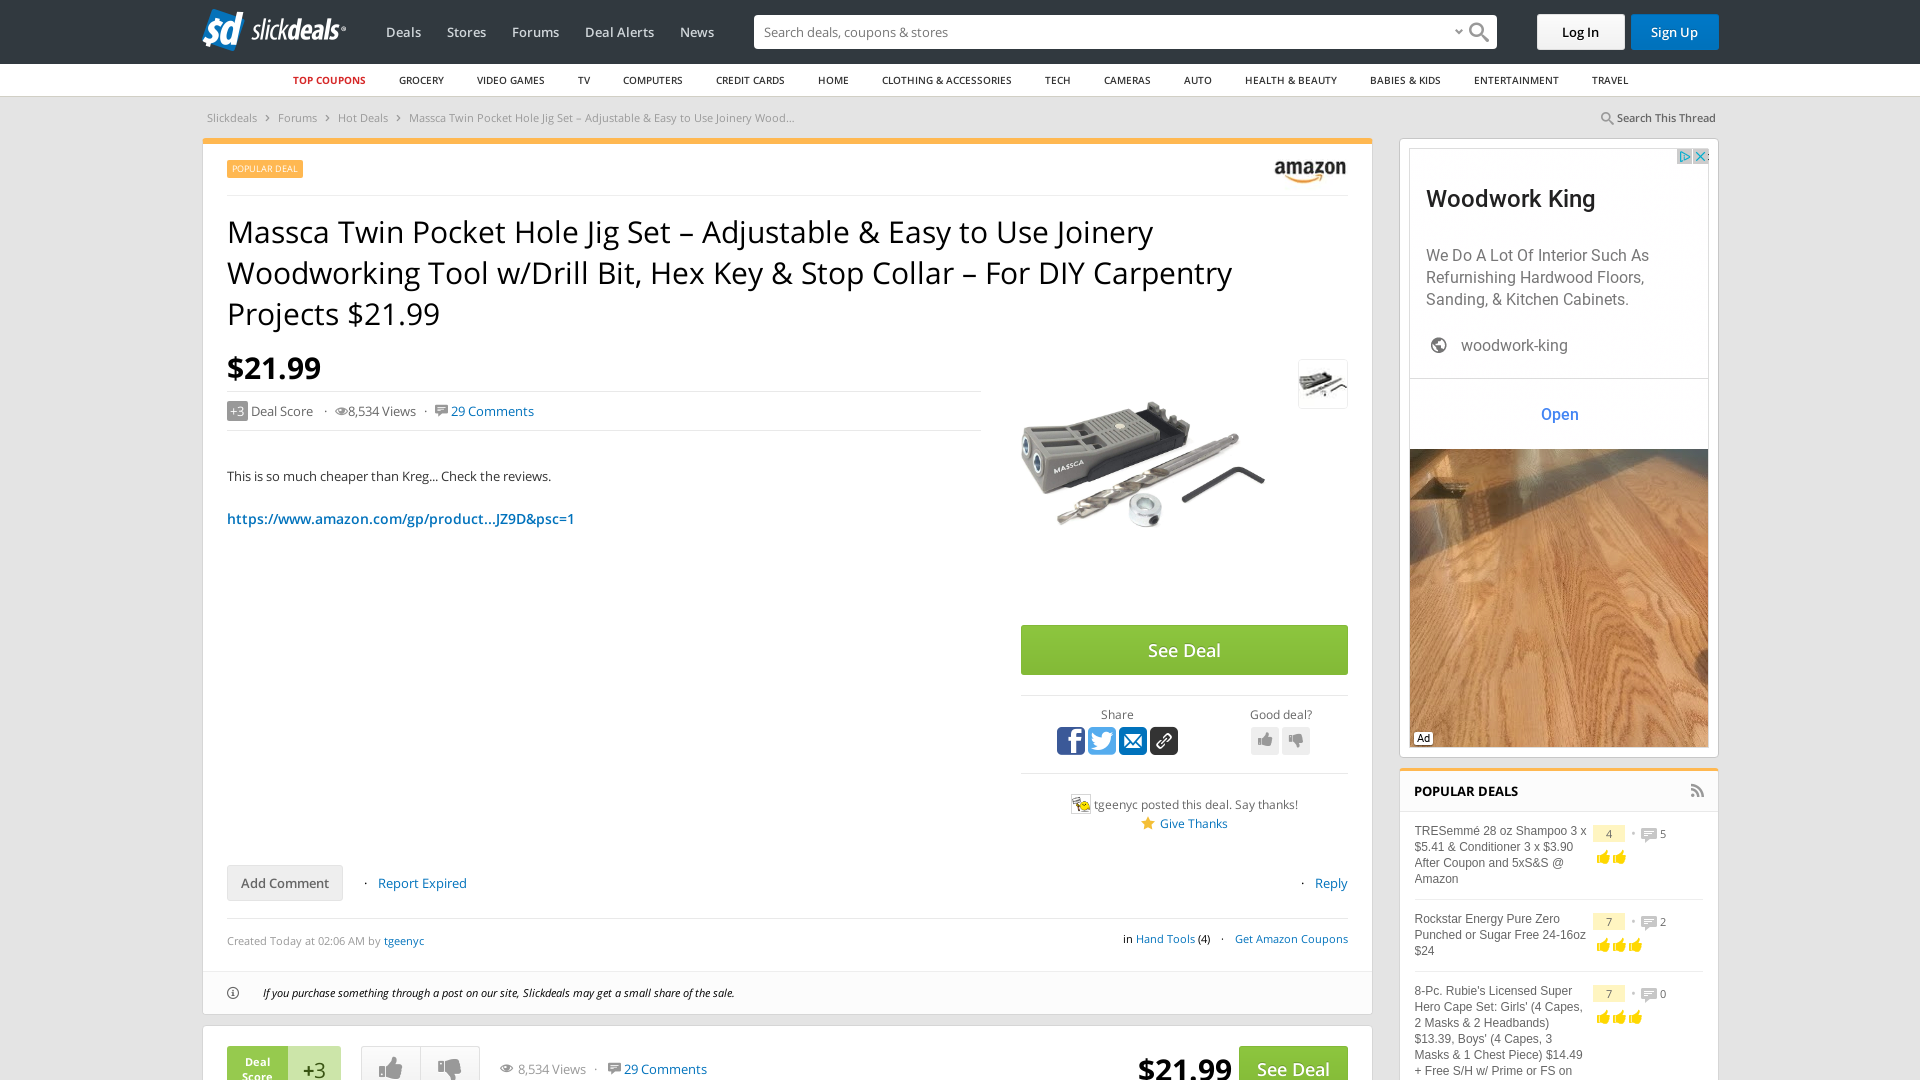 slickdeals
Deals
Stores
Forums
Deal Alerts
News
Search deals, coupons & stores
Log In
Sign Up
TOP COUPONS
GROCERY
VIDEO GAMES
TV
COMPUTERS
CREDIT CARDS
HOME
CLOTHING & ACCESSORIES
TECH
CAMERAS
AUTO
HEALTH & BEAUTY
BABIES & KIDS
ENTERTAINMENT
TRAVEL
Slickdeals › Forums › Hot Deals › Massca Twin Pocket Hole Jig Set – Adjustable & Easy to Use Joinery Wood...
Search This Thread
POPULAR DEAL
amazon
Massca Twin Pocket Hole Jig Set – Adjustable & Easy to Use Joinery
Woodworking Tool w/Drill Bit, Hex Key & Stop Collar – For DIY Carpentry
Projects $21.99
$21.99
+3 Deal Score · 8,534 Views · 29 Comments
This is so much cheaper than Kreg... Check the reviews.
https://www.amazon.com/gp/product...JZ9D&psc=1
MASSCA
See Deal
Share
Good deal?
tgeenyc posted this deal. Say thanks!
Give Thanks
Add Comment · Report Expired
· Reply
Created Today at 02:06 AM by tgeenyc
in Hand Tools (4) · Get Amazon Coupons
If you purchase something through a post on our site, Slickdeals may get a small share of the sale.
Deal
Score
+3
8,534 Views · 29 Comments
$21.99
See Deal
Woodwork King
We Do A Lot Of Interior Such As
Refurnishing Hardwood Floors,
Sanding, & Kitchen Cabinets.
woodwork-king
Open
Ad
POPULAR DEALS
TRESemmé 28 oz Shampoo 3 x
$5.41 & Conditioner 3 x $3.90
After Coupon and 5xS&S @
Amazon
4 • 5
Rockstar Energy Pure Zero
Punched or Sugar Free 24-16oz
$24
7 • 2
8-Pc. Rubie's Licensed Super
Hero Cape Set: Girls' (4 Capes,
2 Masks & 2 Headbands)
$13.39, Boys' (4 Capes, 3
Masks & 1 Chest Piece) $14.49
+ Free S/H w/ Prime or FS on
7 • 0